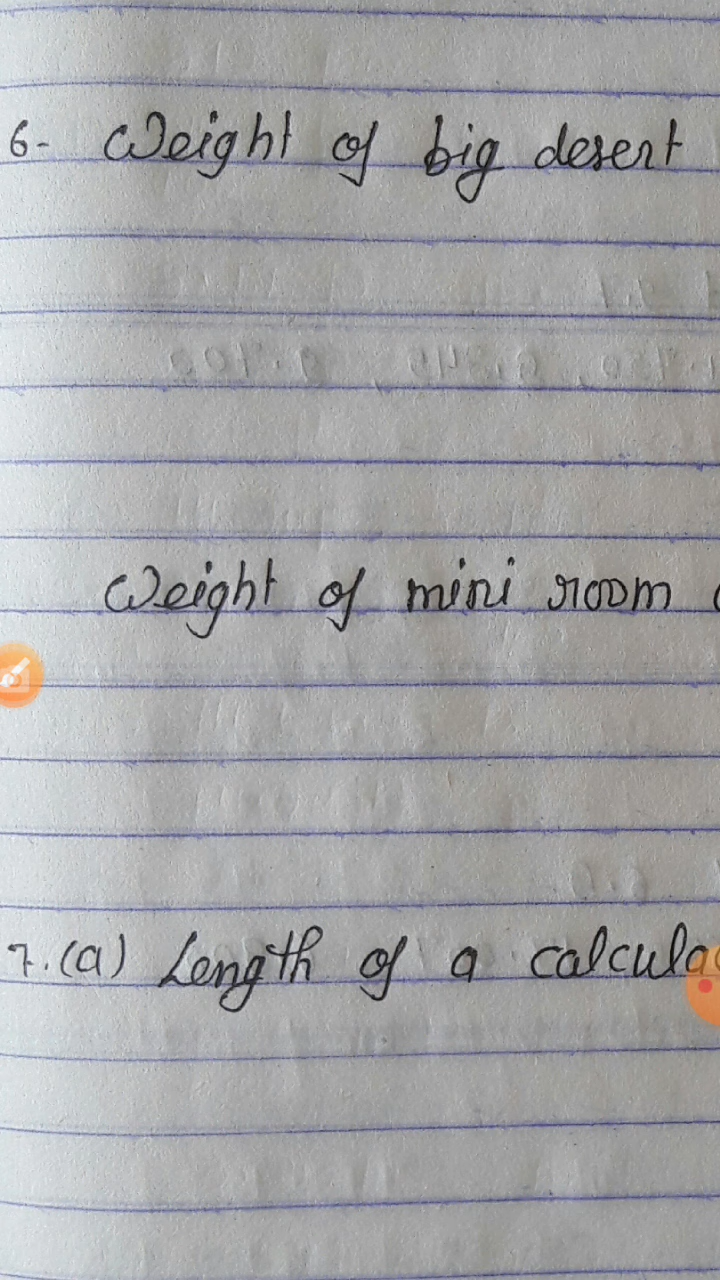 6- Weight of big desert
Weight of mini room
7.(a) Length of a calcula